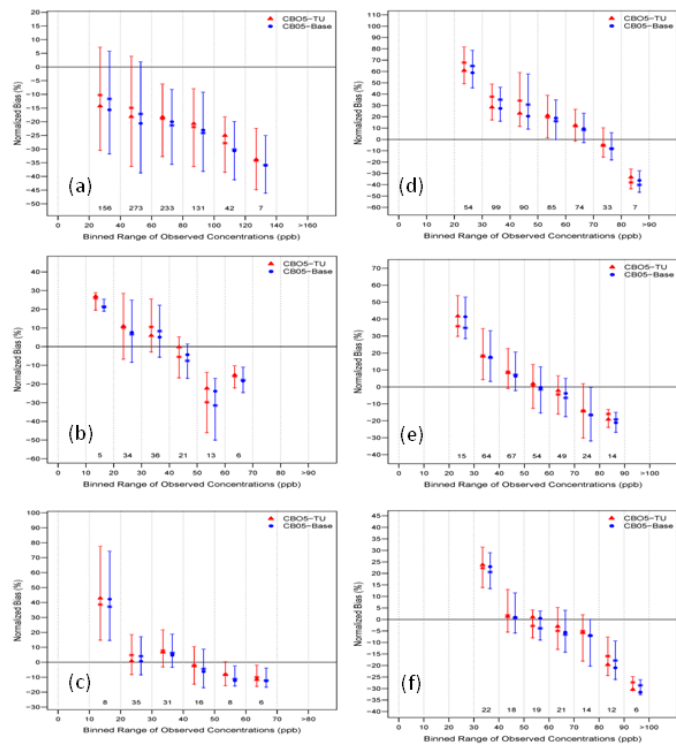 20
15
10
5
0
-5
-10
-15
-20
-25
-30
-35
-40
-45
-50
Normalized Bias (%)
CBO5-TU
CB05-Base
(a)
156 273 233 131 42 7
0 20 40 60 80 100 120 140 >160
Binned Range of Observed Concentrations (ppb)
110
100
90
80
70
60
50
40
30
20
10
0
-10
-20
-30
-40
-50
-60
Normalized Bias (%)
CBO5-TU
CB05-Base
(d)
54 99 90 85 74 33 7
0 10 20 30 40 50 60 70 80 >90
Binned Range of Observed Concentrations (ppb)
40
30
20
10
0
-10
-20
-30
-40
-50
-60
Normalized Bias (%)
CBO5-TU
CB05-Base
(b)
5 34 36 21 13 6
0 10 20 30 40 50 60 70 80 >90
Binned Range of Observed Concentrations (ppb)
70
60
50
40
30
20
10
0
-10
-20
-30
-40
Normalized Bias (%)
CBO5-TU
CB05-Base
(e)
15 64 67 54 49 24 14
0 10 20 30 40 50 60 70 80 90 >100
Binned Range of Observed Concentrations (ppb)
100
90
80
70
60
50
40
30
20
10
0
-10
-20
-30
Normalized Bias (%)
CBO5-TU
CB05-Base
(c)
8 35 31 16 8 6
0 10 20 30 40 50 60 70 >80
Binned Range of Observed Concentrations (ppb)
45
40
35
30
25
20
15
10
5
0
-5
-10
-15
-20
-25
-30
-35
-40
Normalized Bias (%)
CBO5-TU
CB05-Base
(f)
22 18 19 21 14 12 6
0 10 20 30 40 50 60 70 80 90 >100
Binned Range of Observed Concentrations (ppb)